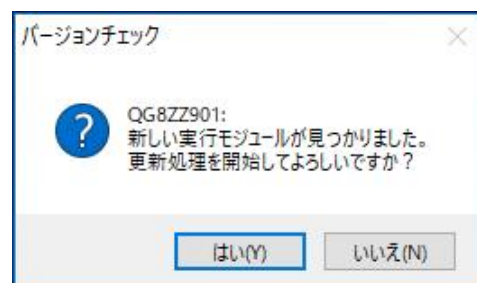 バージョンチェック
QG8ZZ901:
新しい実行モジュールが見つかりました。
更新処理を開始してよろしいですか？
はい(Y)
いいえ(N)